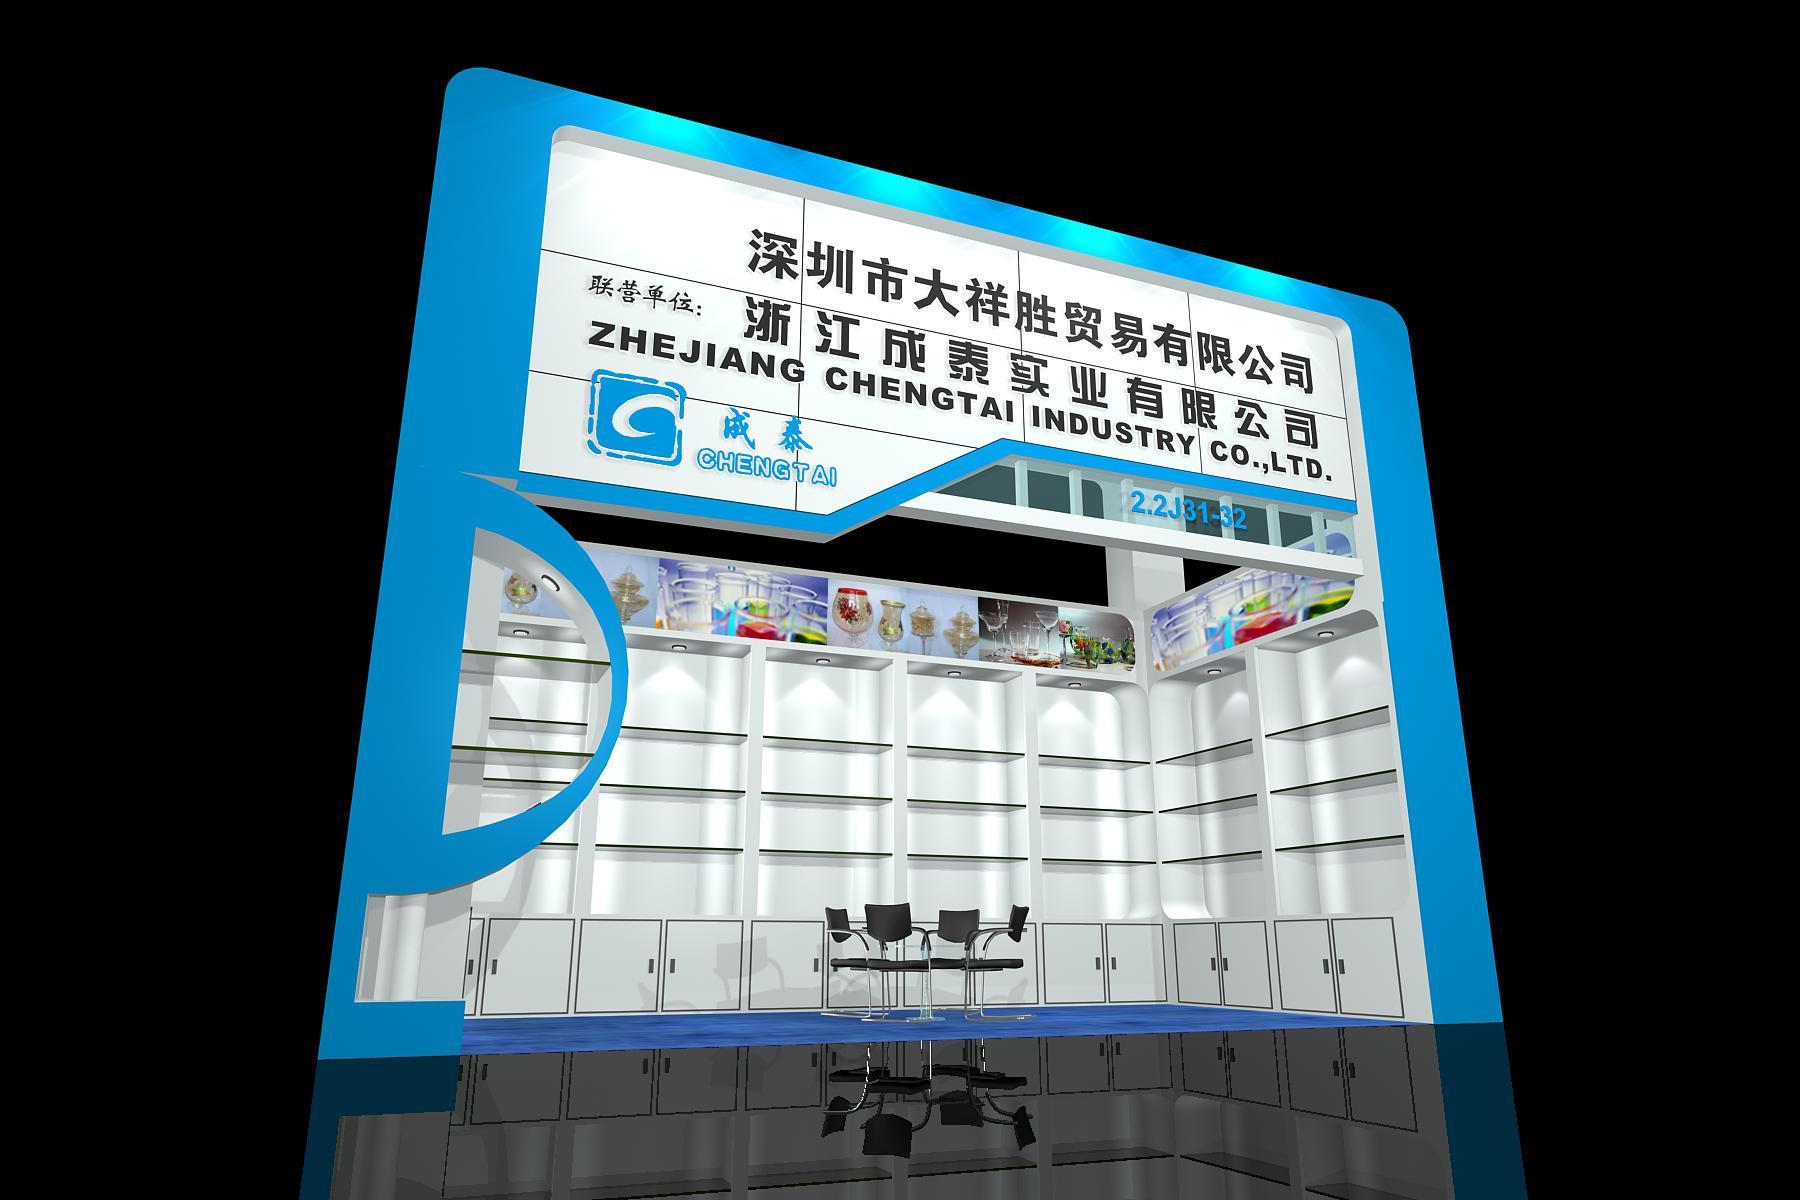 深圳市大祥胜贸易有限公司
联营单位:
浙江成泰实业有限公司
ZHEJIANG CHENGTAI INDUSTRY CO.,LTD.
成泰
CHENGTAI
2.2J31-32